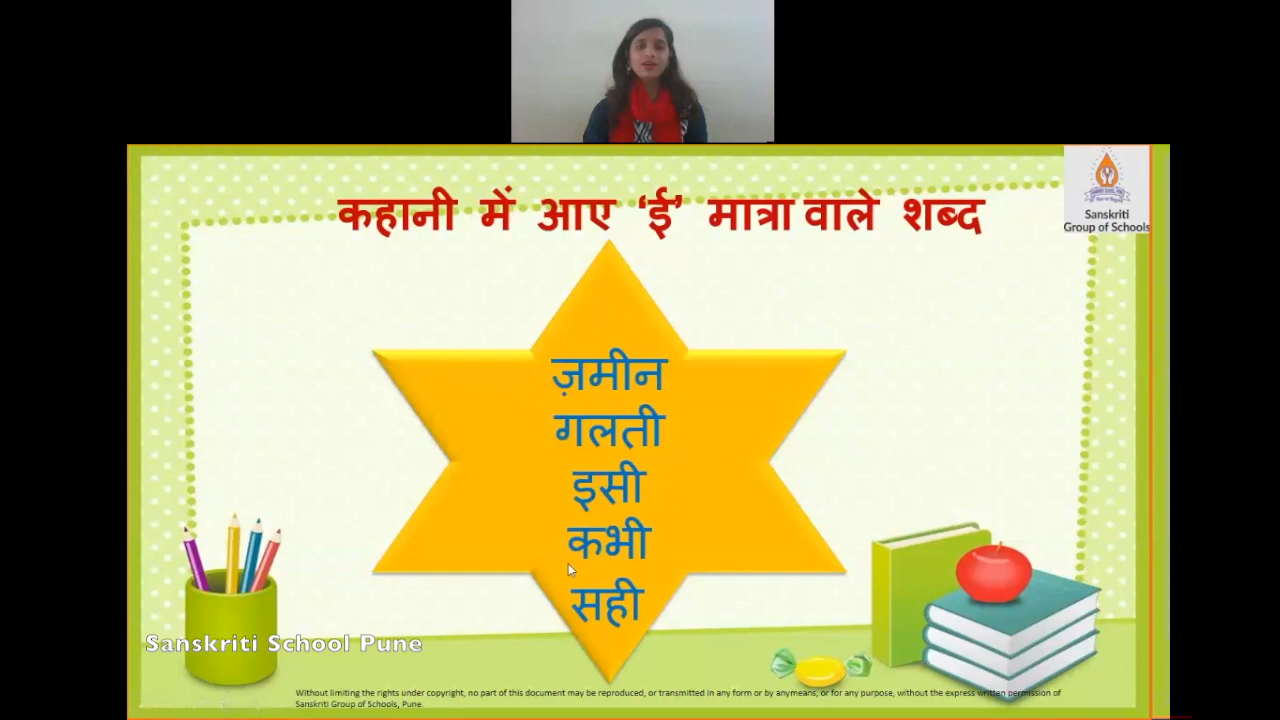 कहानी में आए ‘ई’ मात्रा वाले शब्द
Sanskriti
Group of Schools
ज़मीन
गलती
इसी
कभी
सही
Sanskriti School Pune
Without limiting the rights under copyright, no part of this document may be reproduced, or transmitted in any form or by anymeans, or for any purpose, without the express written permission of
Sanskriti Group of Schools, Pune.